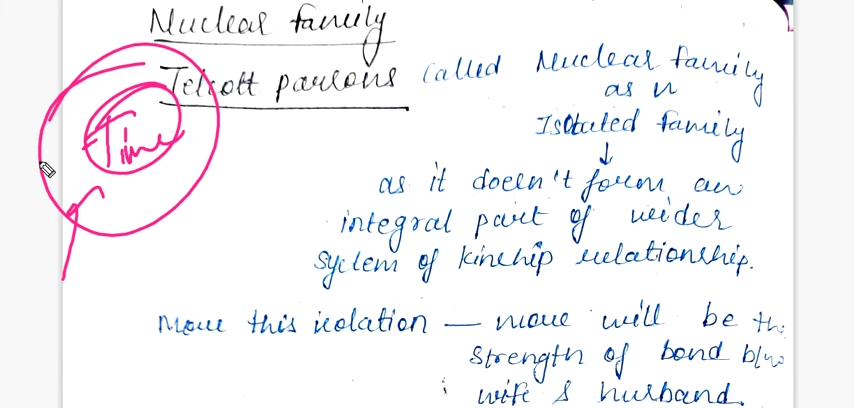 Nuclear family
Telcott parsons called Nuclear family
as n
Isolated family
Time
as it doesn't form an
integral part of wider
system of kinship relationship.
More this isolation — more will be the
strength of bond b/w
wife & husband.